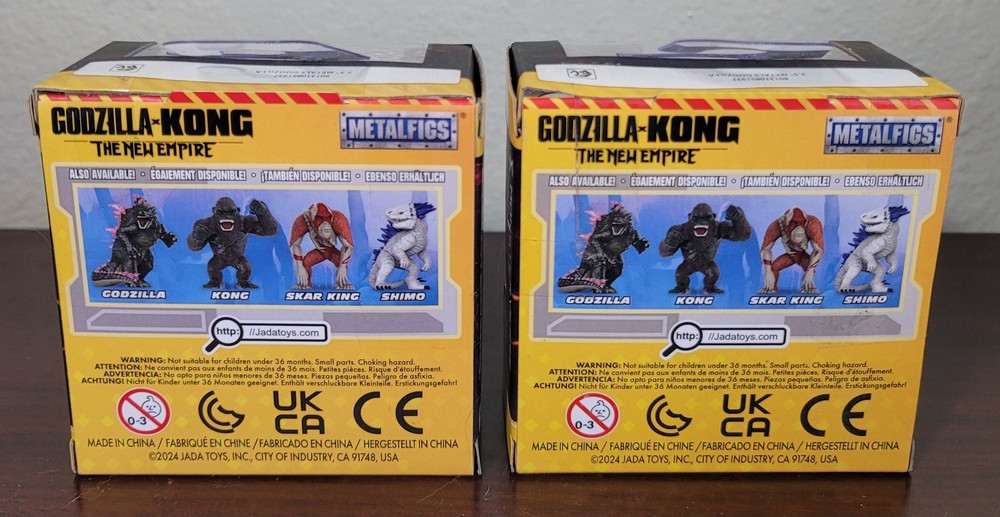 GODZILLA x KONG
THE NEW EMPIRE
METALFIGS®
ALSO AVAILABLE! • ÉGALEMENT DISPONIBLE! • ¡TAMBIÉN DISPONIBLE! • EBENSO ERHÄLTLICH
GODZILLA KONG SKAR KING SHIMO
http: //Jadatoys.com
WARNING: Not suitable for children under 36 months. Small parts. Choking hazard.
ATTENTION: Ne convient pas aux enfants de moins de 36 mois. Petites pièces. Risque d'étouffement.
ADVERTENCIA: No apto para niños menores de 36 meses. Piezas pequeñas. Peligro de asfixia.
ACHTUNG! Nicht für Kinder unter 36 Monaten geeignet. Enthält verschluckbare Kleinteile. Erstickungsgefahr!
0-3
UK
CA
CE
MADE IN CHINA / FABRIQUÉ EN CHINE / FABRICADO EN CHINA / HERGESTELLT IN CHINA
©2024 JADA TOYS, INC., CITY OF INDUSTRY, CA 91748, USA
GODZILLA x KONG
THE NEW EMPIRE
METALFIGS®
ALSO AVAILABLE! • ÉGALEMENT DISPONIBLE! • ¡TAMBIÉN DISPONIBLE! • EBENSO ERHÄLTLICH
GODZILLA KONG SKAR KING SHIMO
http: //Jadatoys.com
WARNING: Not suitable for children under 36 months. Small parts. Choking hazard.
ATTENTION: Ne convient pas aux enfants de moins de 36 mois. Petites pièces. Risque d'étouffement.
ADVERTENCIA: No apto para niños menores de 36 meses. Piezas pequeñas. Peligro de asfixia.
ACHTUNG! Nicht für Kinder unter 36 Monaten geeignet. Enthält verschluckbare Kleinteile. Erstickungsgefahr!
0-3
UK
CA
CE
MADE IN CHINA / FABRIQUÉ EN CHINE / FABRICADO EN CHINA / HERGESTELLT IN CHINA
©2024 JADA TOYS, INC., CITY OF INDUSTRY, CA 91748, USA